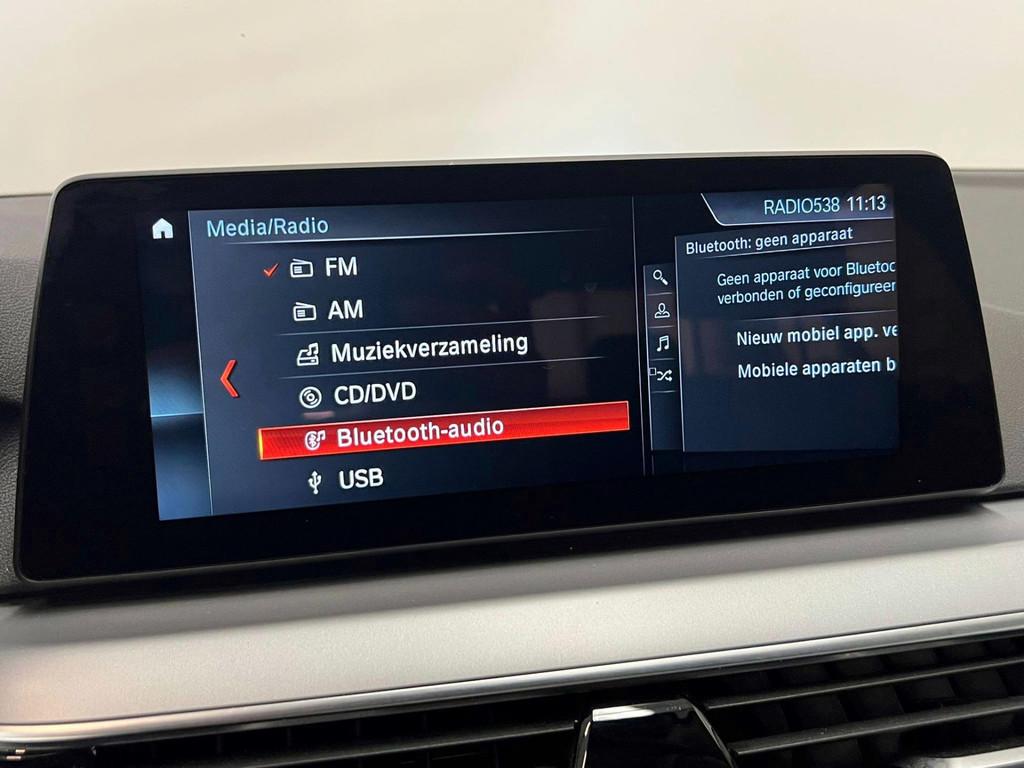 Media/Radio
FM
AM
Muziekverzameling
CD/DVD
Bluetooth-audio
USB
RADIO538 11:13
Bluetooth: geen apparaat
Geen apparaat voor Bluetoo
verbonden of geconfigureer
Nieuw mobiel app. ve
Mobiele apparaten b